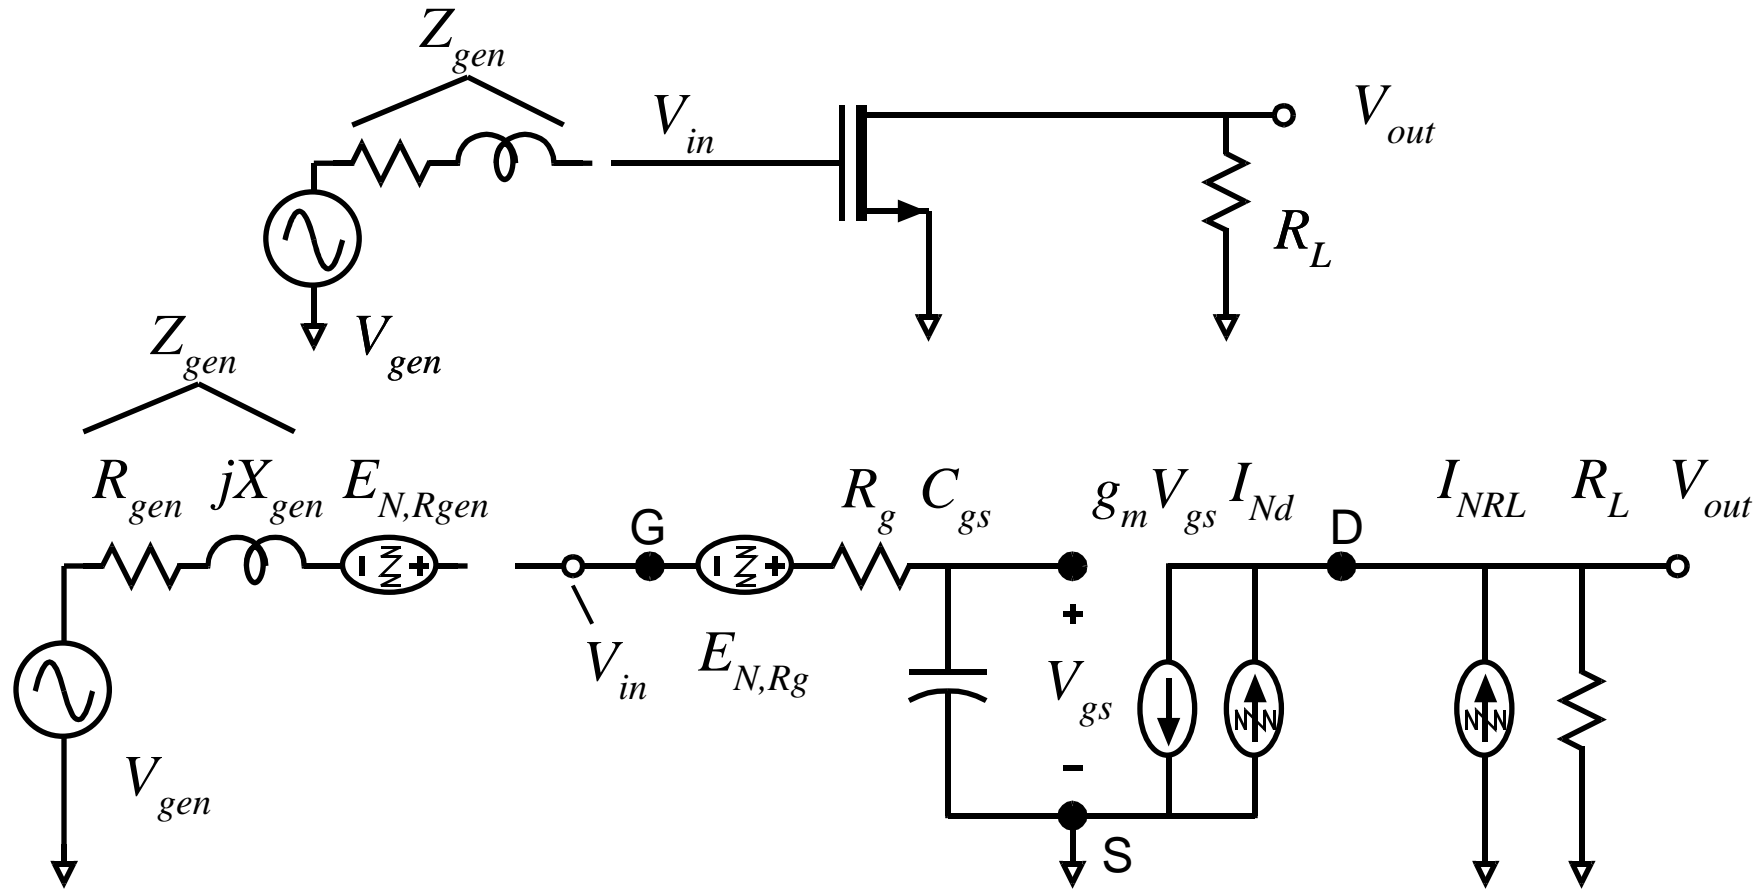 Z_gen
V_in
V_out
R_L
V_gen
Z_gen
R_gen jX_gen E_N,Rgen
R_g C_gs
g_m V_gs I_Nd
I_NRL R_L V_out
G
D
+
V_in
E_N,Rg
V_gs
−
V_gen
S